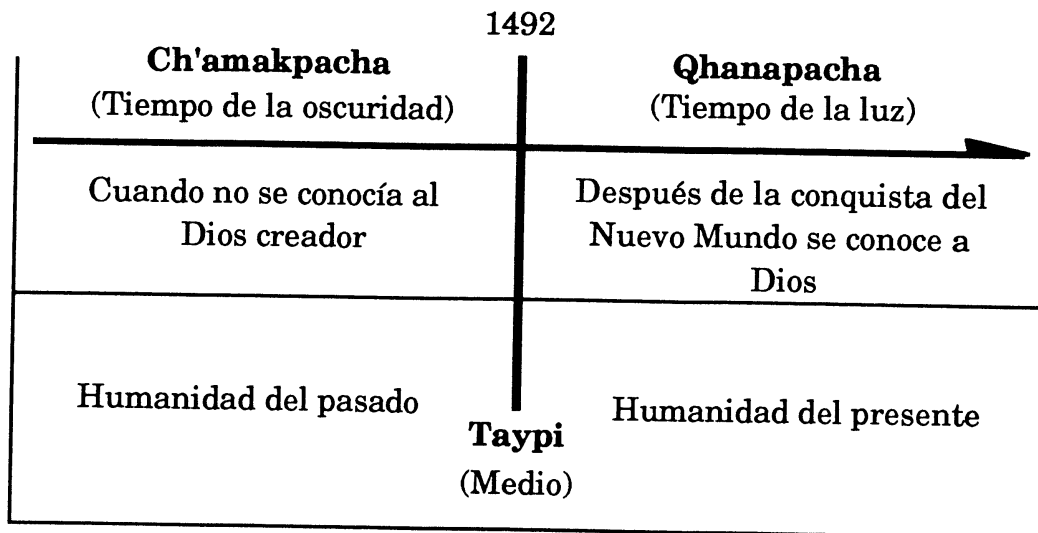 1492
Ch'amakpacha
(Tiempo de la oscuridad)
Qhanapacha
(Tiempo de la luz)
Cuando no se conocía al
Dios creador
Después de la conquista del
Nuevo Mundo se conoce a
Dios
Humanidad del pasado
Humanidad del presente
Taypi
(Medio)